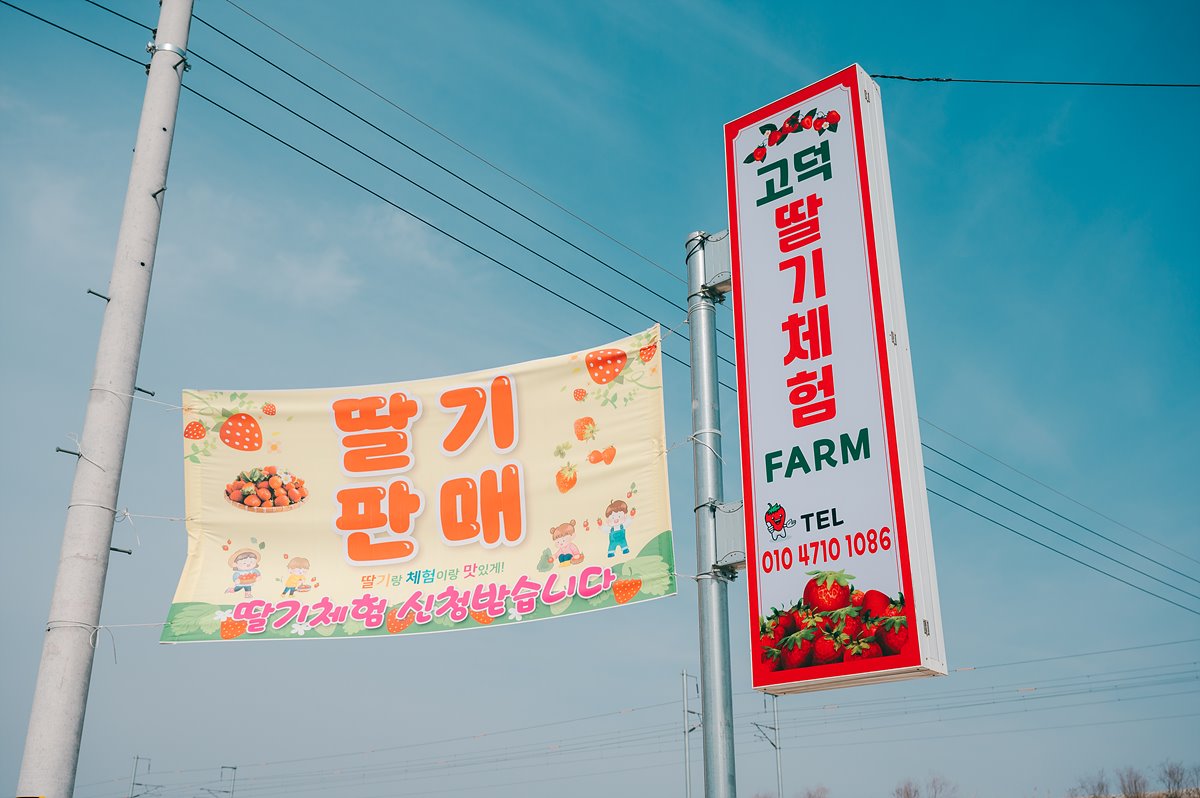 딸기
판매
딸기랑 체험이랑 맛있게!
딸기체험 신청받습니다
고덕
딸기체험
FARM
TEL
010 4710 1086